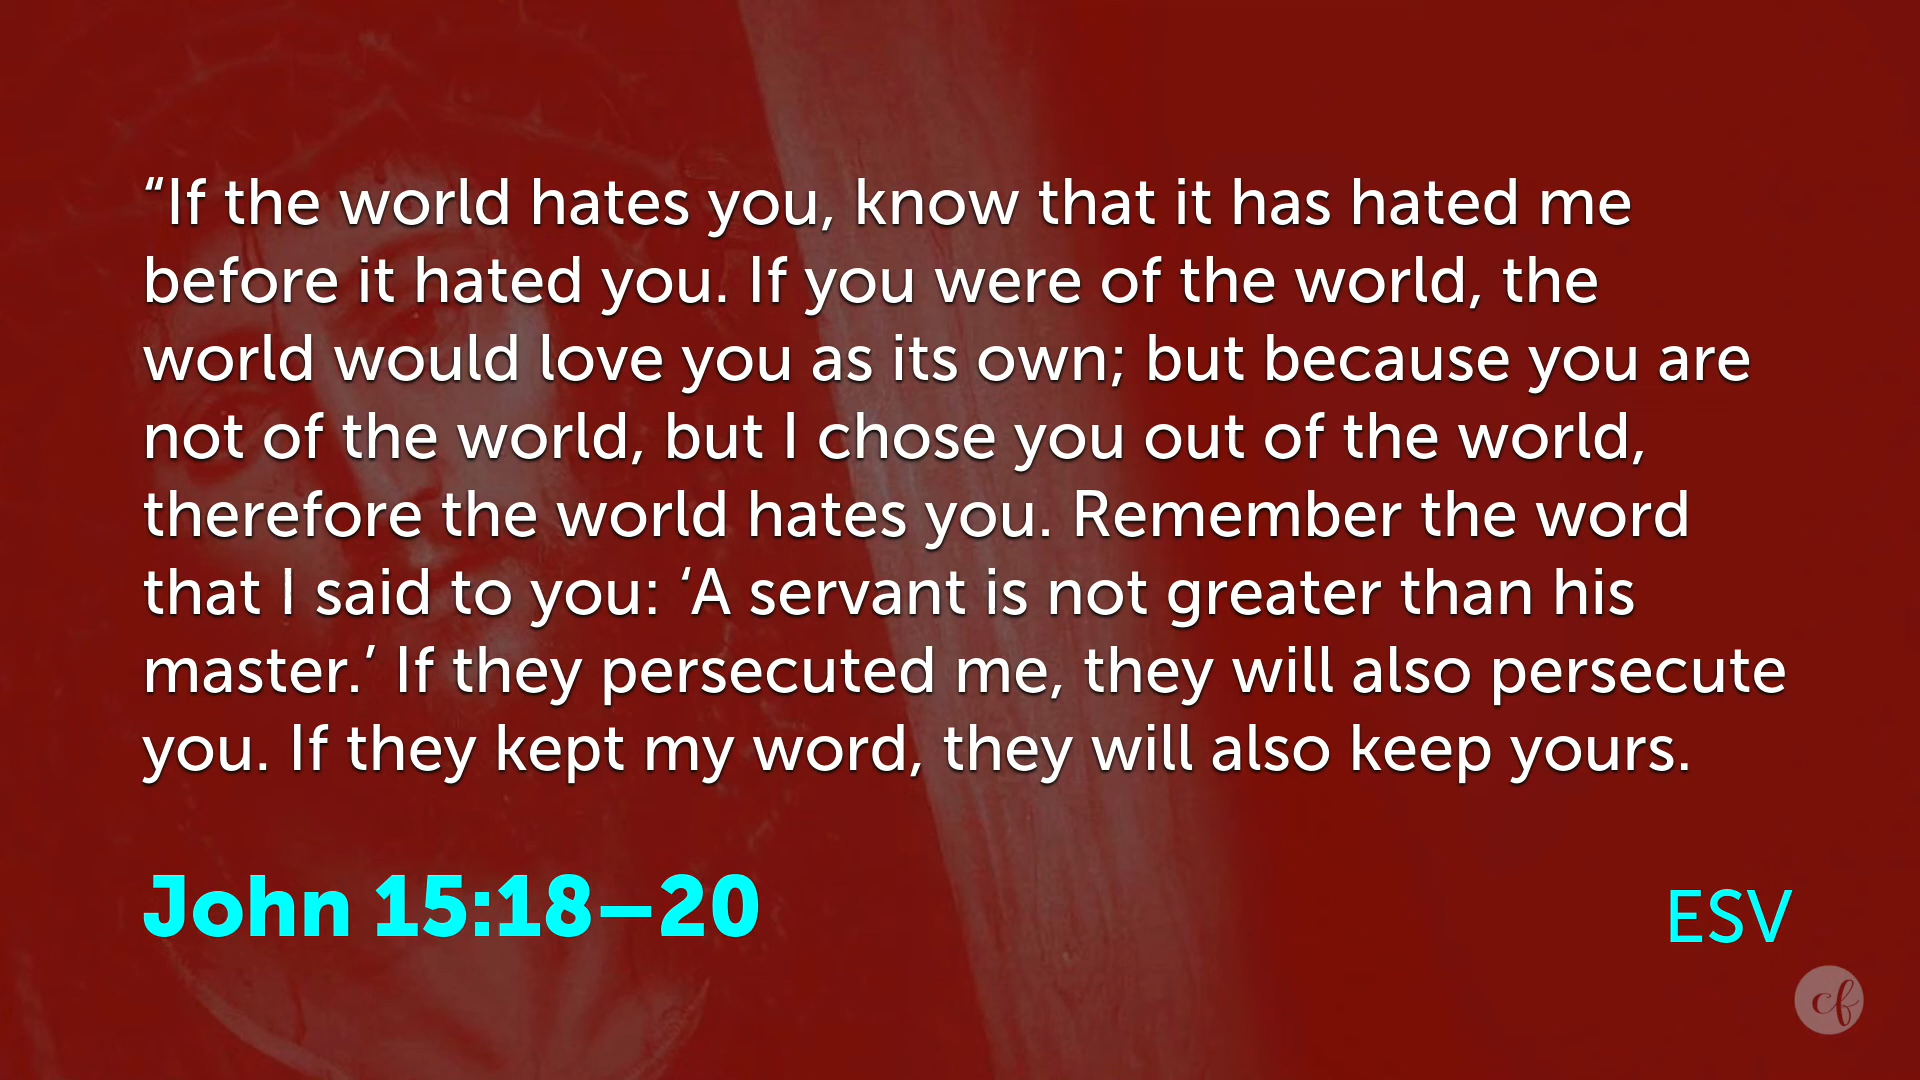 “If the world hates you, know that it has hated me
before it hated you. If you were of the world, the
world would love you as its own; but because you are
not of the world, but I chose you out of the world,
therefore the world hates you. Remember the word
that I said to you: ‘A servant is not greater than his
master.’ If they persecuted me, they will also persecute
you. If they kept my word, they will also keep yours.
John 15:18–20
ESV
cf